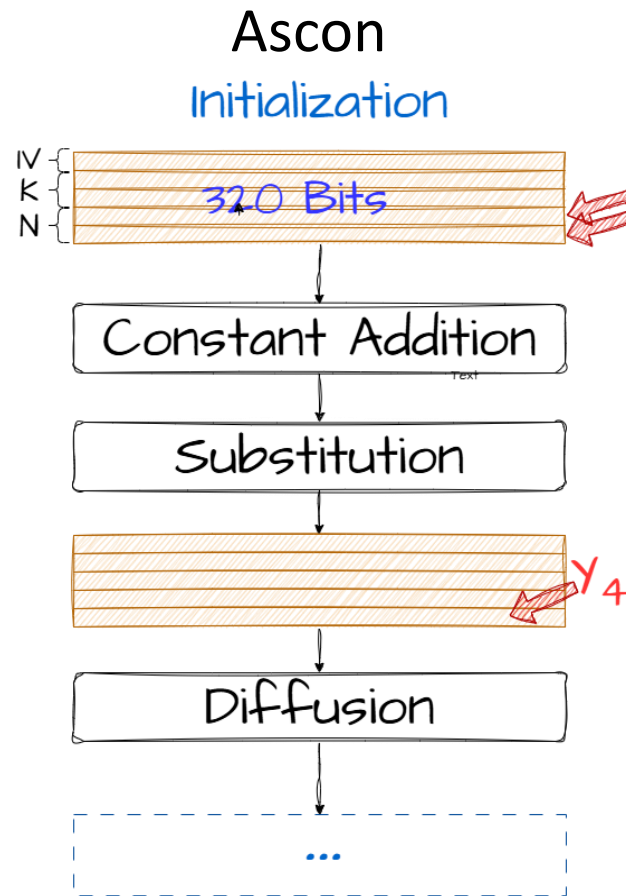 Ascon
Initialization
IV
K
N
320 Bits
Constant Addition
Text
Substitution
Y4
Diffusion
...